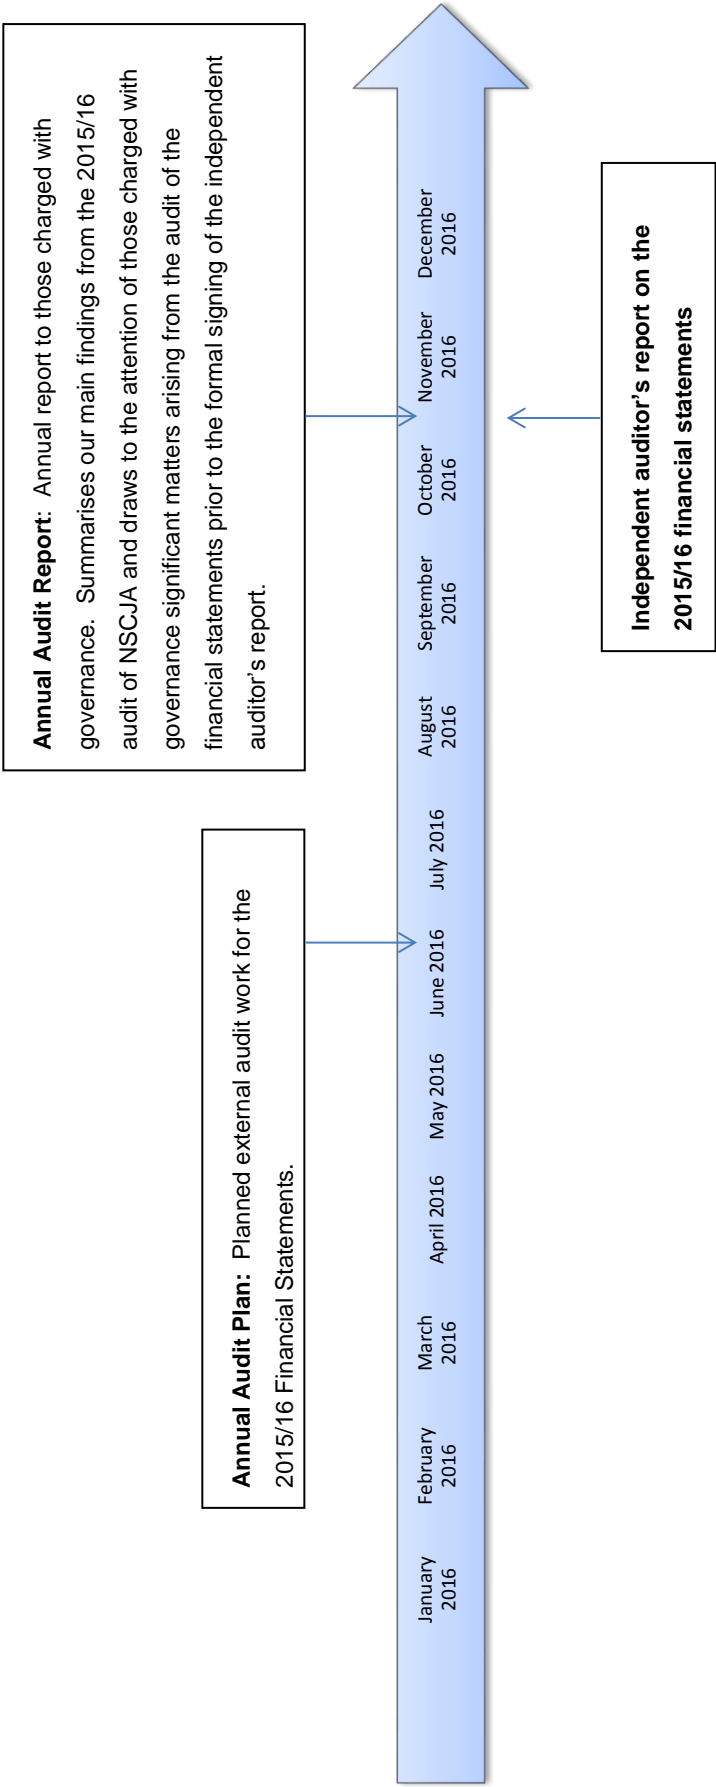 Annual Audit Report:  Annual report to those charged with
governance.  Summarises our main findings from the 2015/16
audit of NSCJA and draws to the attention of those charged with
governance significant matters arising from the audit of the
financial statements prior to the formal signing of the independent
auditor’s report.
Annual Audit Plan:  Planned external audit work for the
2015/16 Financial Statements.
January
2016
February
2016
March
2016
April 2016
May 2016
June 2016
July 2016
August
2016
September
2016
October
2016
November
2016
December
2016
Independent auditor’s report on the
2015/16 financial statements